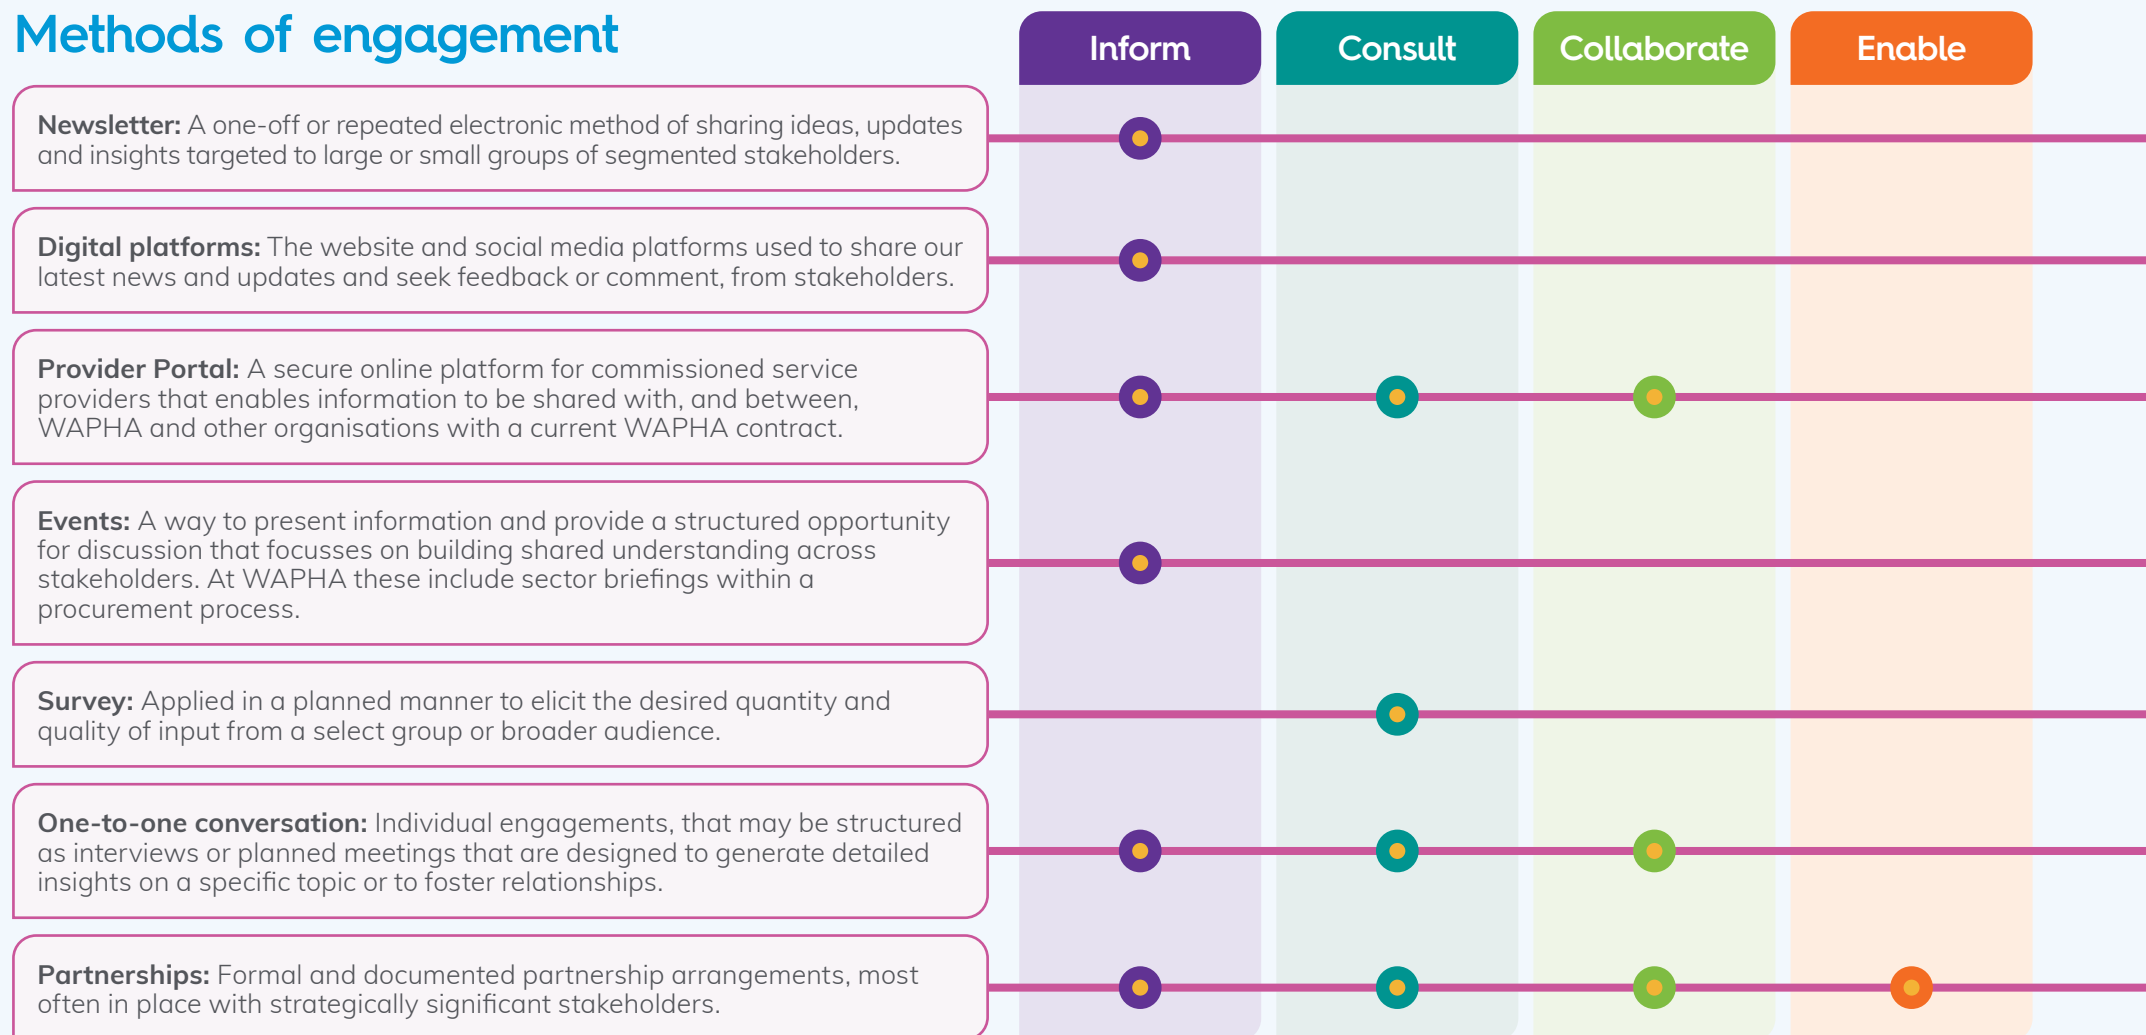 Methods of engagement
Inform
Consult
Collaborate
Enable
Newsletter: A one-off or repeated electronic method of sharing ideas, updates
and insights targeted to large or small groups of segmented stakeholders.
Digital platforms: The website and social media platforms used to share our
latest news and updates and seek feedback or comment, from stakeholders.
Provider Portal: A secure online platform for commissioned service
providers that enables information to be shared with, and between,
WAPHA and other organisations with a current WAPHA contract.
Events: A way to present information and provide a structured opportunity
for discussion that focusses on building shared understanding across
stakeholders. At WAPHA these include sector briefings within a
procurement process.
Survey: Applied in a planned manner to elicit the desired quantity and
quality of input from a select group or broader audience.
One-to-one conversation: Individual engagements, that may be structured
as interviews or planned meetings that are designed to generate detailed
insights on a specific topic or to foster relationships.
Partnerships: Formal and documented partnership arrangements, most
often in place with strategically significant stakeholders.